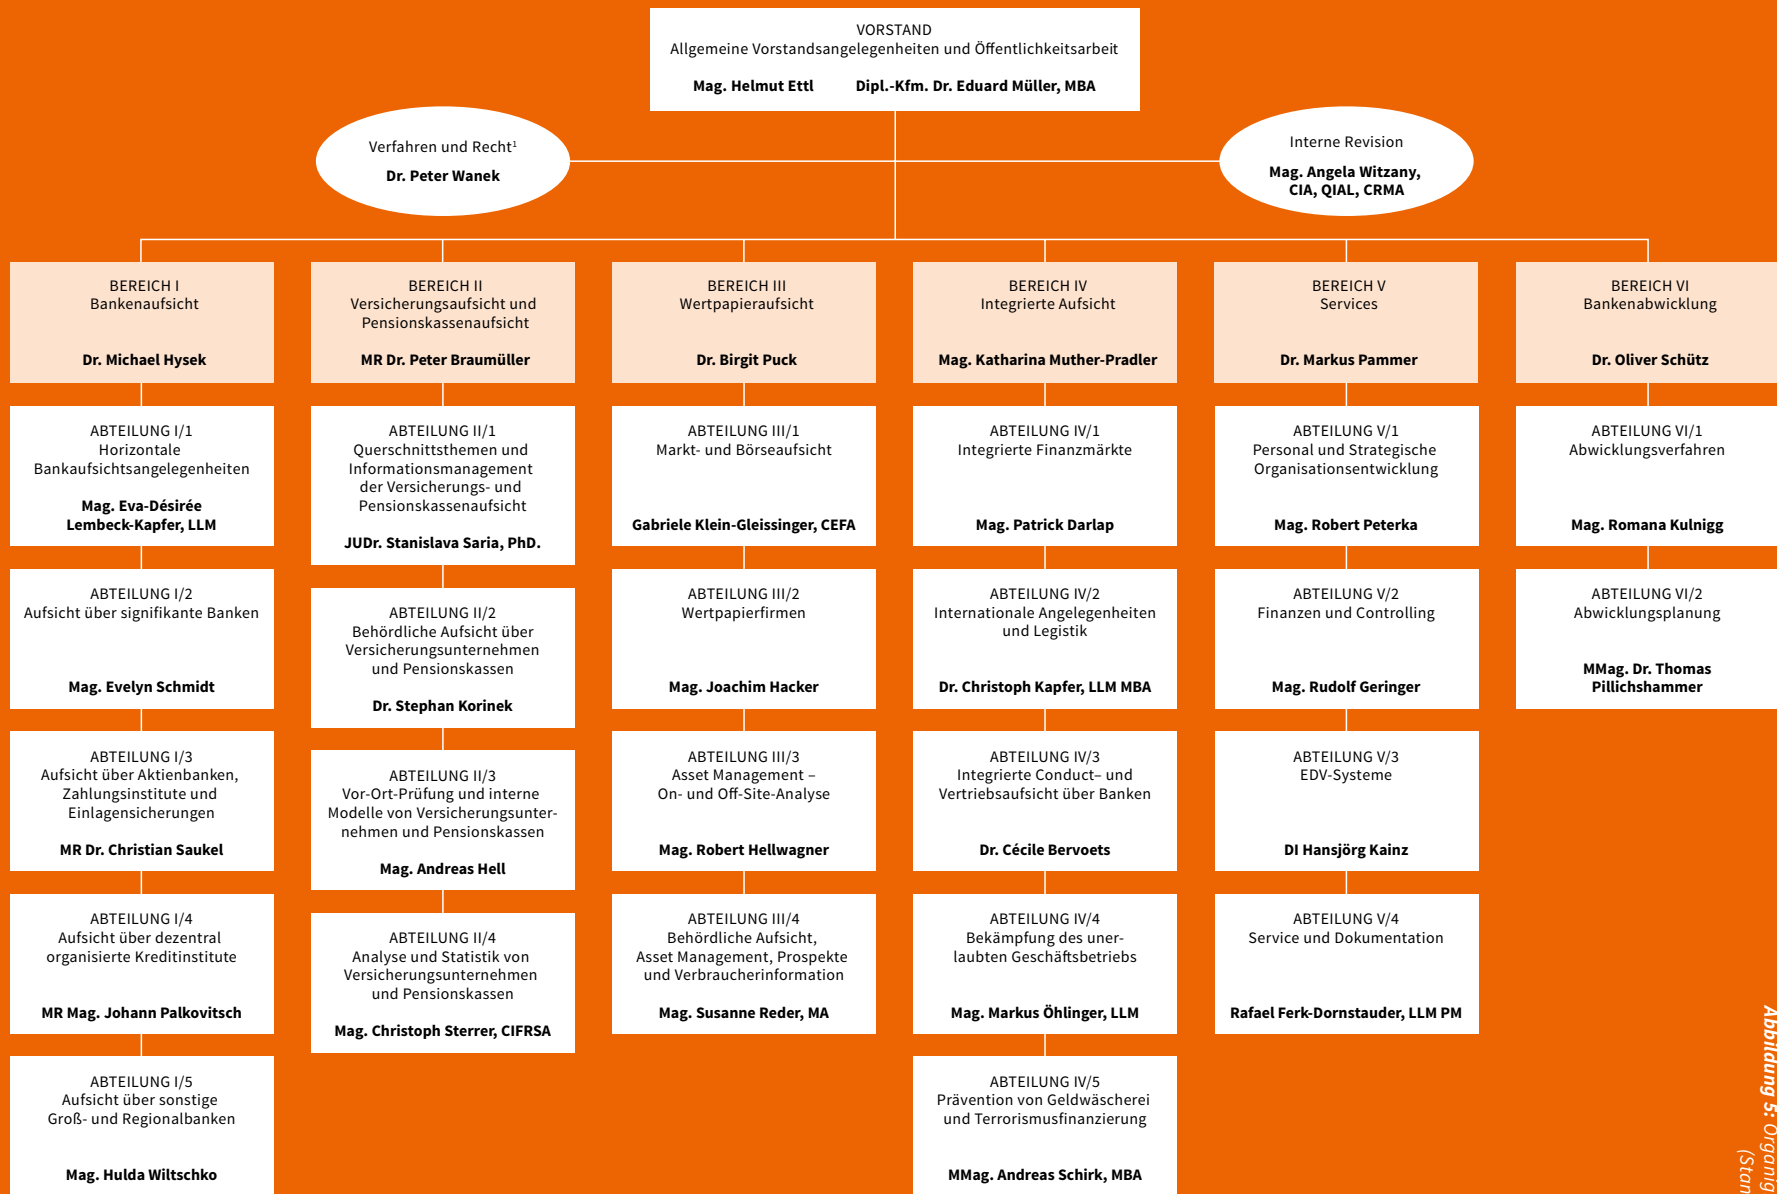 VORSTAND
Allgemeine Vorstandsangelegenheiten und Öffentlichkeitsarbeit
Mag. Helmut Ettl Dipl.-Kfm. Dr. Eduard Müller, MBA
Verfahren und Recht¹
Dr. Peter Wanek
Interne Revision
Mag. Angela Witzany,
CIA, QIAL, CRMA
BEREICH I
Bankenaufsicht
Dr. Michael Hysek
ABTEILUNG I/1
Horizontale
Bankaufsichtsangelegenheiten
Mag. Eva-Désirée
Lembeck-Kapfer, LLM
ABTEILUNG I/2
Aufsicht über signifikante Banken
Mag. Evelyn Schmidt
ABTEILUNG I/3
Aufsicht über Aktienbanken,
Zahlungsinstitute und
Einlagensicherungen
MR Dr. Christian Saukel
ABTEILUNG I/4
Aufsicht über dezentral
organisierte Kreditinstitute
MR Mag. Johann Palkovitsch
ABTEILUNG I/5
Aufsicht über sonstige
Groß- und Regionalbanken
Mag. Hulda Wiltschko
BEREICH II
Versicherungsaufsicht und
Pensionskassenaufsicht
MR Dr. Peter Braumüller
ABTEILUNG II/1
Querschnittsthemen und
Informationsmanagement
der Versicherungs- und
Pensionskassenaufsicht
JUDr. Stanislava Saria, PhD.
ABTEILUNG II/2
Behördliche Aufsicht über
Versicherungsunternehmen
und Pensionskassen
Dr. Stephan Korinek
ABTEILUNG II/3
Vor-Ort-Prüfung und interne
Modelle von Versicherungsunter-
nehmen und Pensionskassen
Mag. Andreas Hell
ABTEILUNG II/4
Analyse und Statistik von
Versicherungsunternehmen
und Pensionskassen
Mag. Christoph Sterrer, CIFRSA
BEREICH III
Wertpapieraufsicht
Dr. Birgit Puck
ABTEILUNG III/1
Markt- und Börseaufsicht
Gabriele Klein-Gleissinger, CEFA
ABTEILUNG III/2
Wertpapierfirmen
Mag. Joachim Hacker
ABTEILUNG III/3
Asset Management –
On- und Off-Site-Analyse
Mag. Robert Hellwagner
ABTEILUNG III/4
Behördliche Aufsicht,
Asset Management, Prospekte
und Verbraucherinformation
Mag. Susanne Reder, MA
BEREICH IV
Integrierte Aufsicht
Mag. Katharina Muther-Pradler
ABTEILUNG IV/1
Integrierte Finanzmärkte
Mag. Patrick Darlap
ABTEILUNG IV/2
Internationale Angelegenheiten
und Legistik
Dr. Christoph Kapfer, LLM MBA
ABTEILUNG IV/3
Integrierte Conduct– und
Vertriebsaufsicht über Banken
Dr. Cécile Bervoets
ABTEILUNG IV/4
Bekämpfung des uner-
laubten Geschäftsbetriebs
Mag. Markus Öhlinger, LLM
ABTEILUNG IV/5
Prävention von Geldwäscherei
und Terrorismusfinanzierung
MMag. Andreas Schirk, MBA
BEREICH V
Services
Dr. Markus Pammer
ABTEILUNG V/1
Personal und Strategische
Organisationsentwicklung
Mag. Robert Peterka
ABTEILUNG V/2
Finanzen und Controlling
Mag. Rudolf Geringer
ABTEILUNG V/3
EDV-Systeme
DI Hansjörg Kainz
ABTEILUNG V/4
Service und Dokumentation
Rafael Ferk-Dornstauder, LLM PM
BEREICH VI
Bankenabwicklung
Dr. Oliver Schütz
ABTEILUNG VI/1
Abwicklungsverfahren
Mag. Romana Kulnigg
ABTEILUNG VI/2
Abwicklungsplanung
MMag. Dr. Thomas
Pillichshammer
Abbildung 5: Organig
(Stan